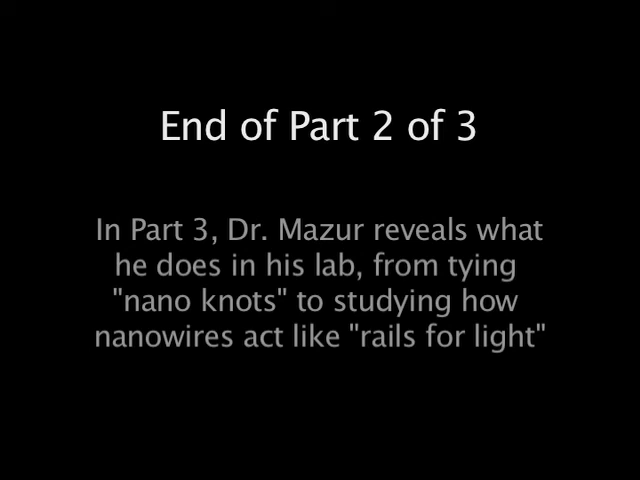 End of Part 2 of 3
In Part 3, Dr. Mazur reveals what
he does in his lab, from tying
"nano knots" to studying how
nanowires act like "rails for light"